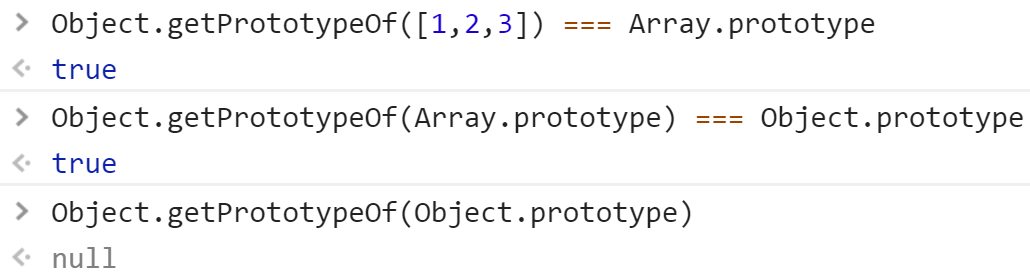 > Object.getPrototypeOf([1,2,3]) === Array.prototype
<· true
> Object.getPrototypeOf(Array.prototype) === Object.prototype
<· true
> Object.getPrototypeOf(Object.prototype)
<· null